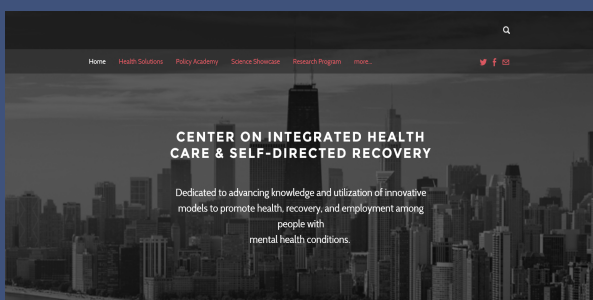 Home Health Solutions Policy Academy Science Showcase Research Program more...
CENTER ON INTEGRATED HEALTH
CARE & SELF-DIRECTED RECOVERY
Dedicated to advancing knowledge and utilization of innovative
models to promote health, recovery, and employment among
people with
mental health conditions.